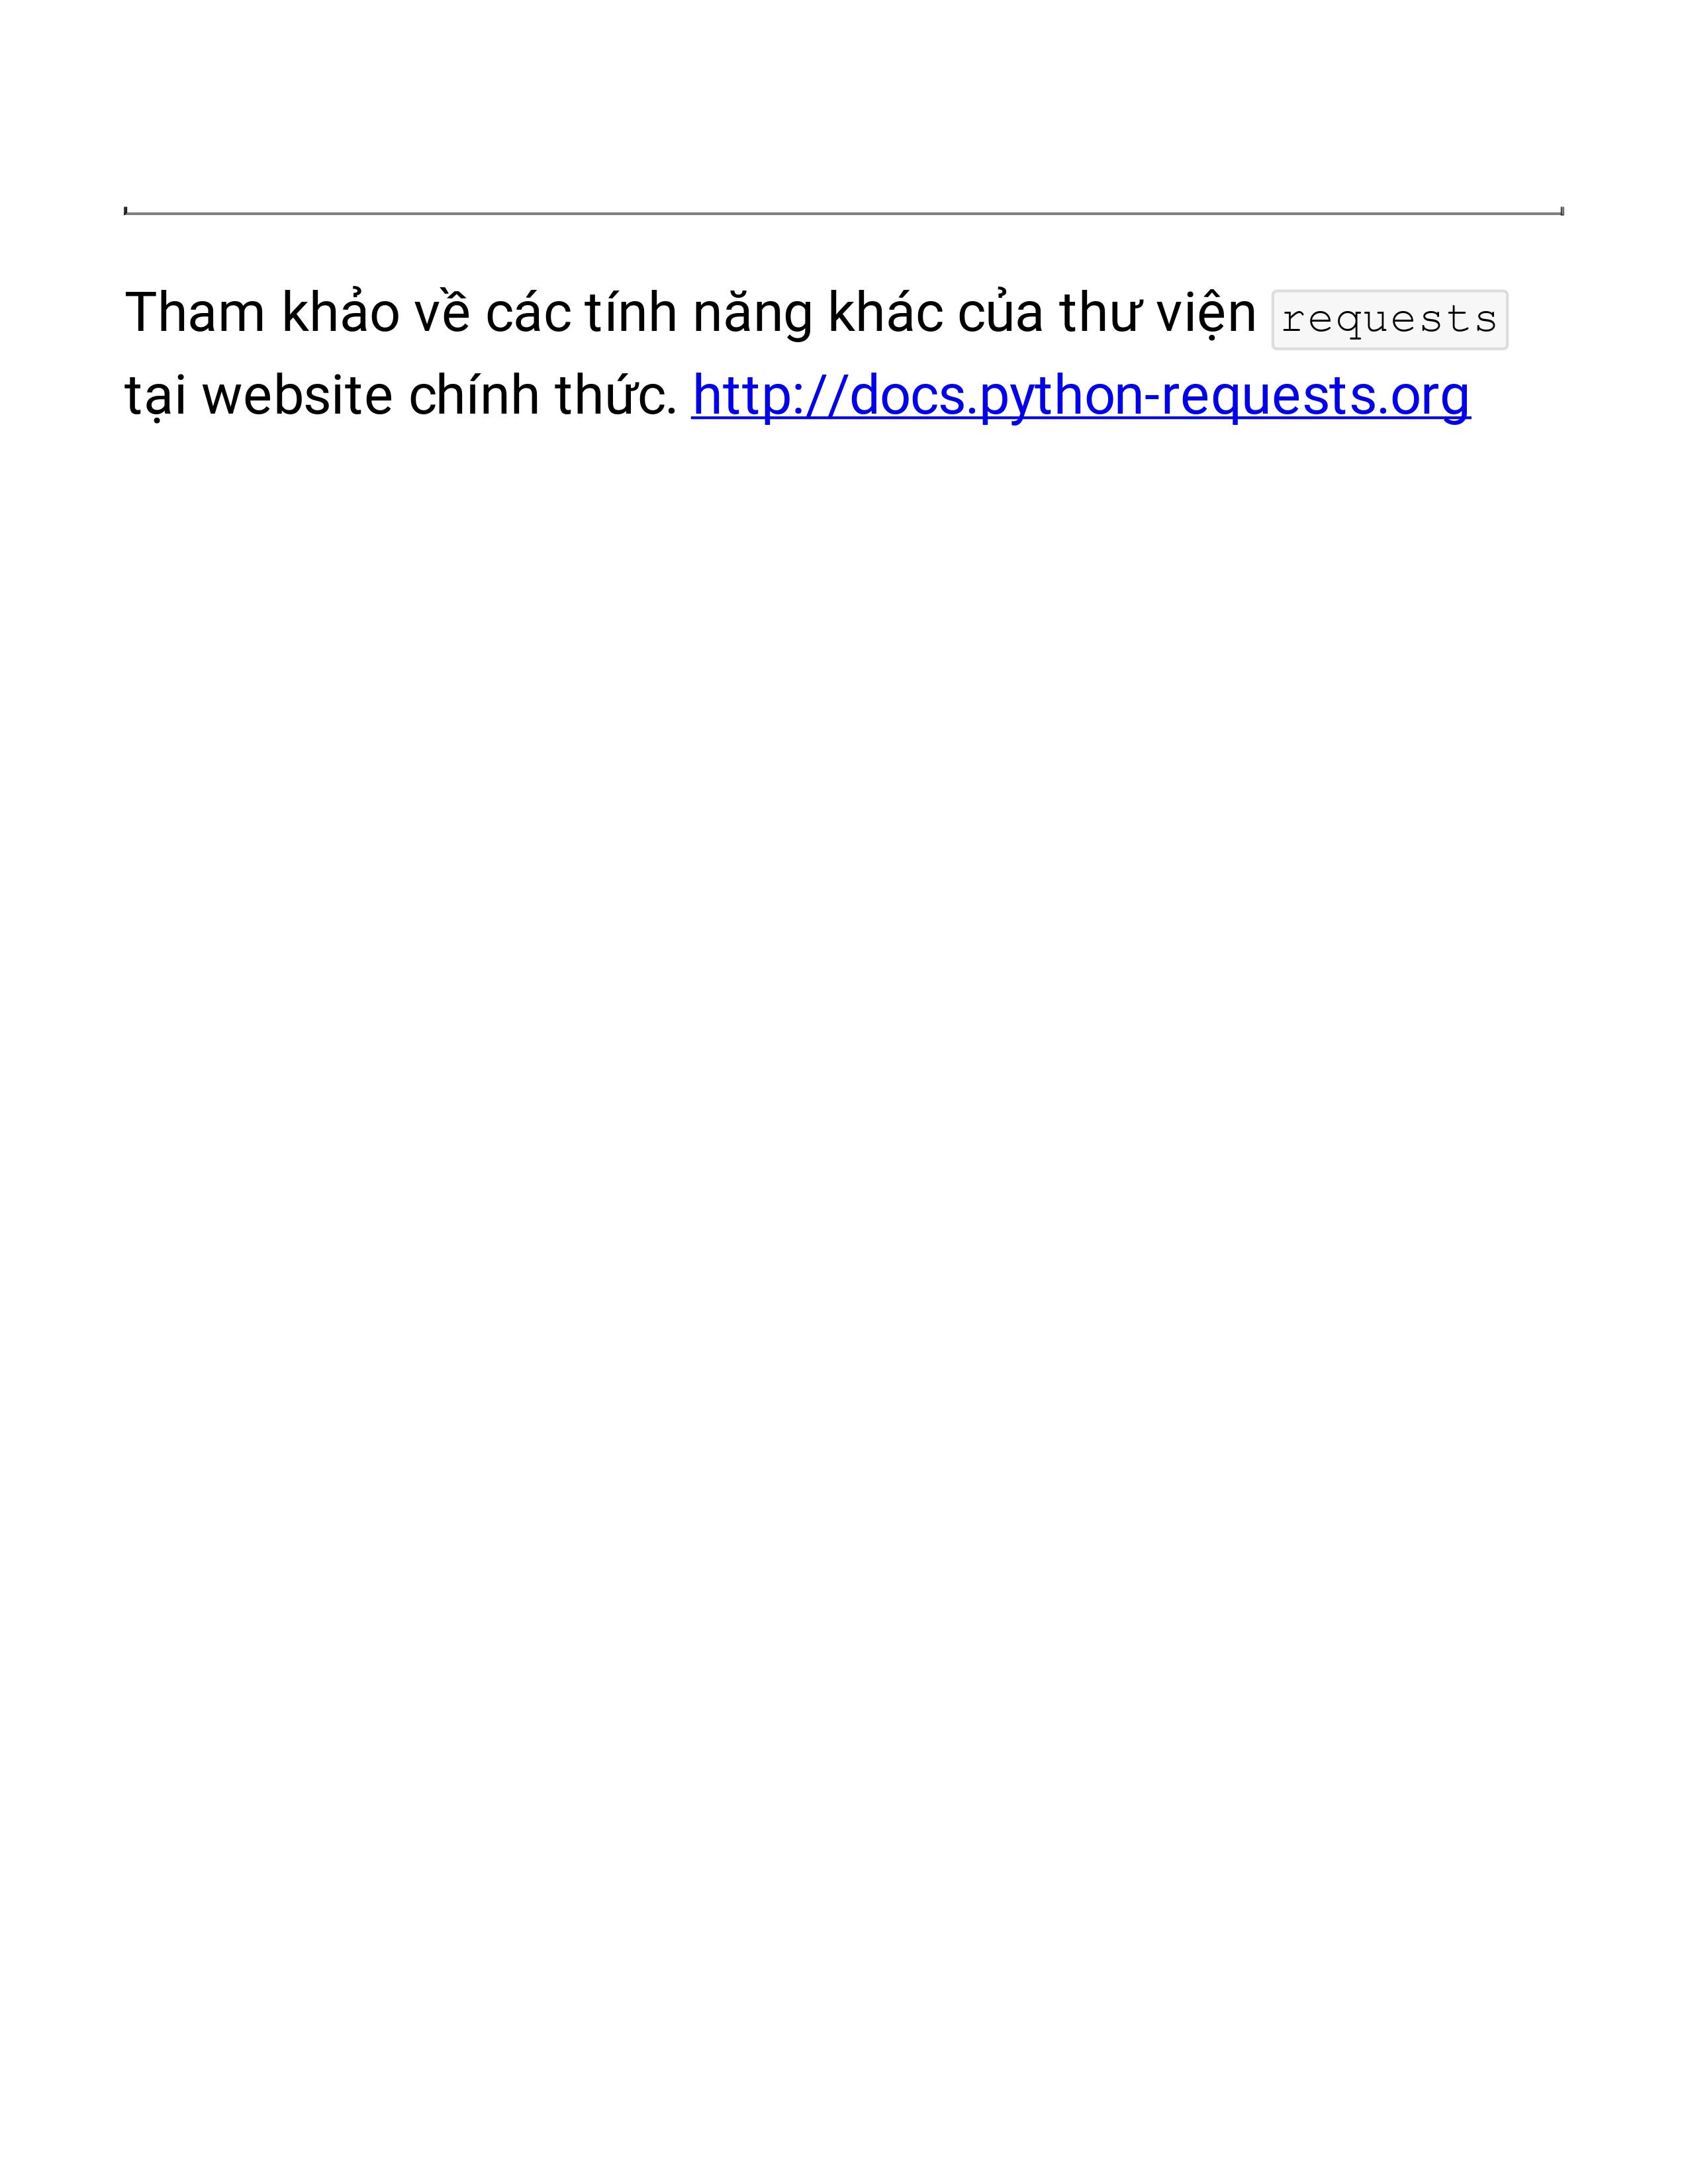 Tham khảo về các tính năng khác của thư viện requests
tại website chính thức. http://docs.python-requests.org